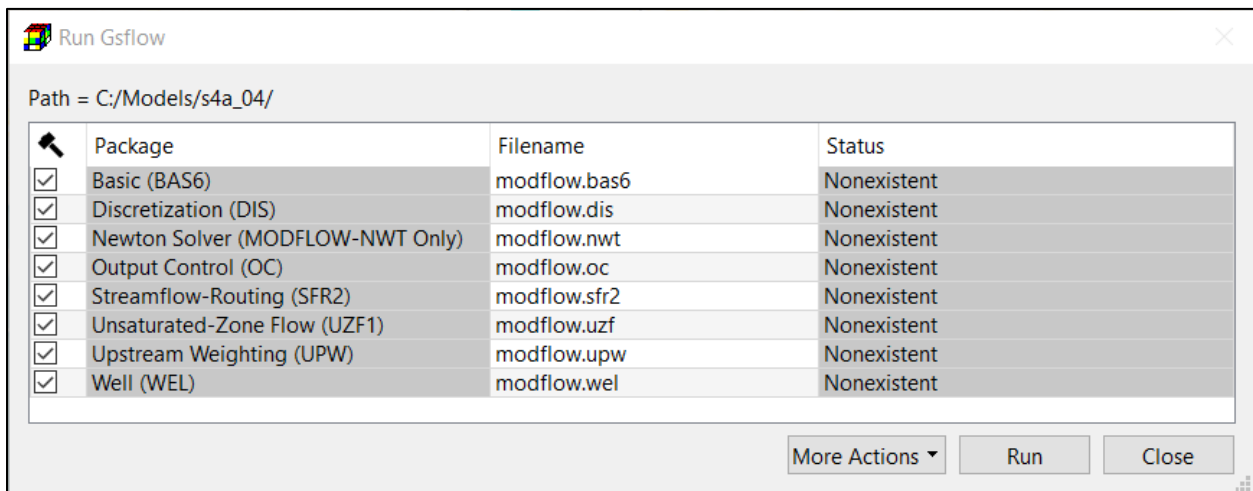 Run Gsflow
Path = C:/Models/s4a_04/
Package Filename Status
Basic (BAS6) modflow.bas6 Nonexistent
Discretization (DIS) modflow.dis Nonexistent
Newton Solver (MODFLOW-NWT Only) modflow.nwt Nonexistent
Output Control (OC) modflow.oc Nonexistent
Streamflow-Routing (SFR2) modflow.sfr2 Nonexistent
Unsaturated-Zone Flow (UZF1) modflow.uzf Nonexistent
Upstream Weighting (UPW) modflow.upw Nonexistent
Well (WEL) modflow.wel Nonexistent
More Actions Run Close